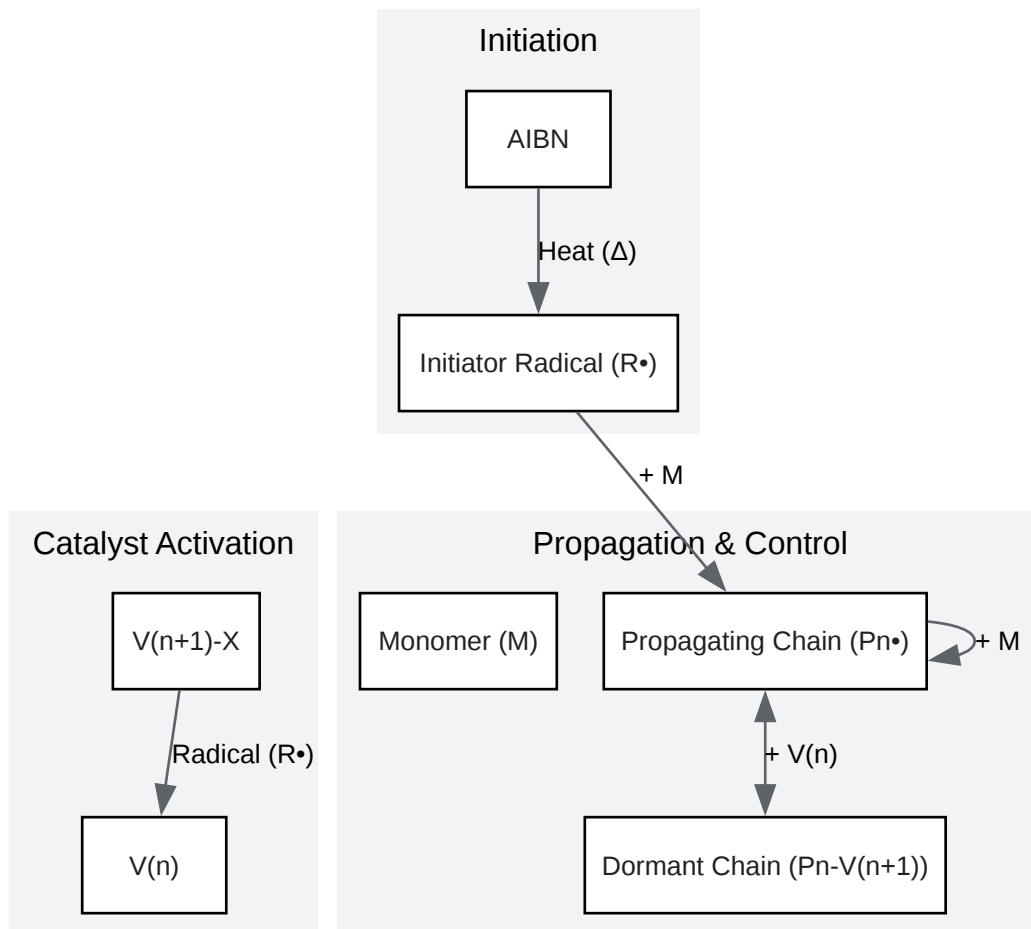 Initiation
AIBN
Heat (Δ)
Initiator Radical (R•)
+ M
Catalyst Activation
V(n+1)-X
Radical (R•)
V(n)
Propagation & Control
Monomer (M)
Propagating Chain (Pn•)
+ M
+ V(n)
Dormant Chain (Pn-V(n+1))